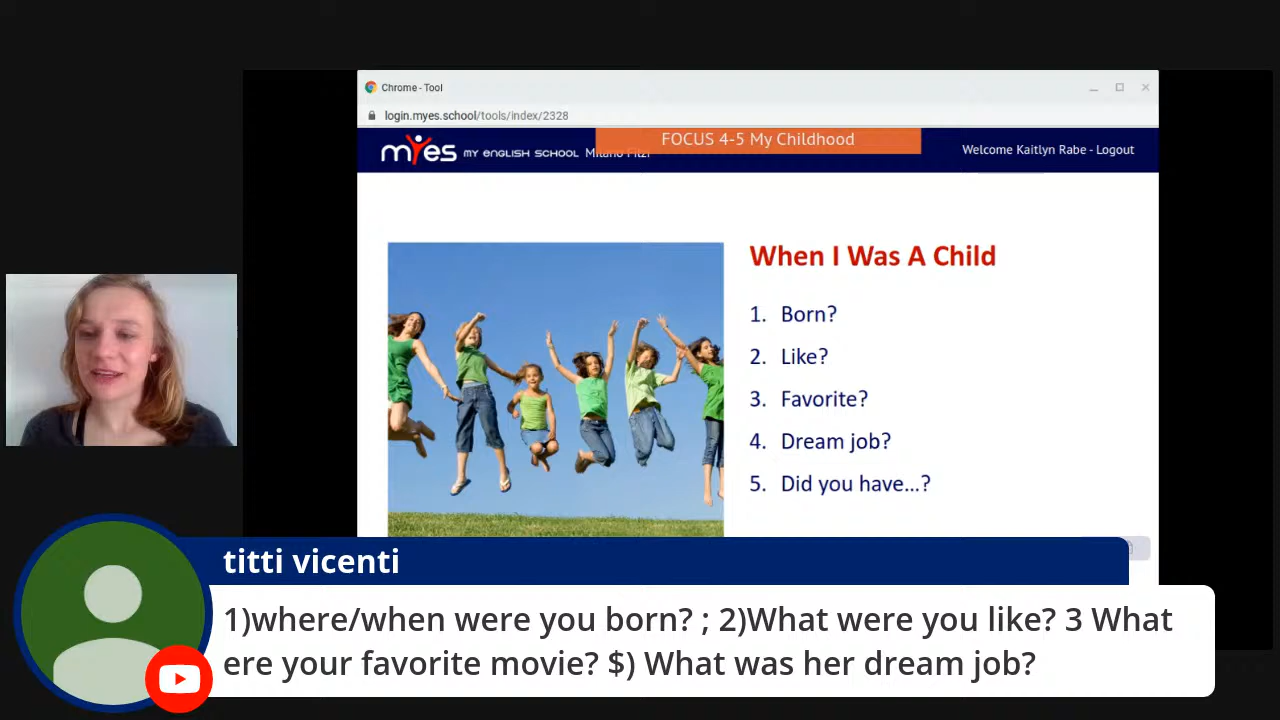 Chrome - Tool
login.myes.school/tools/index/2328
FOCUS 4-5 My Childhood
myes MY ENGLISH SCHOOL Milano Filzi
Welcome Kaitlyn Rabe - Logout
When I Was A Child
1. Born?
2. Like?
3. Favorite?
4. Dream job?
5. Did you have...?
titti vicenti
1)where/when were you born? ; 2)What were you like? 3 What
ere your favorite movie? $) What was her dream job?